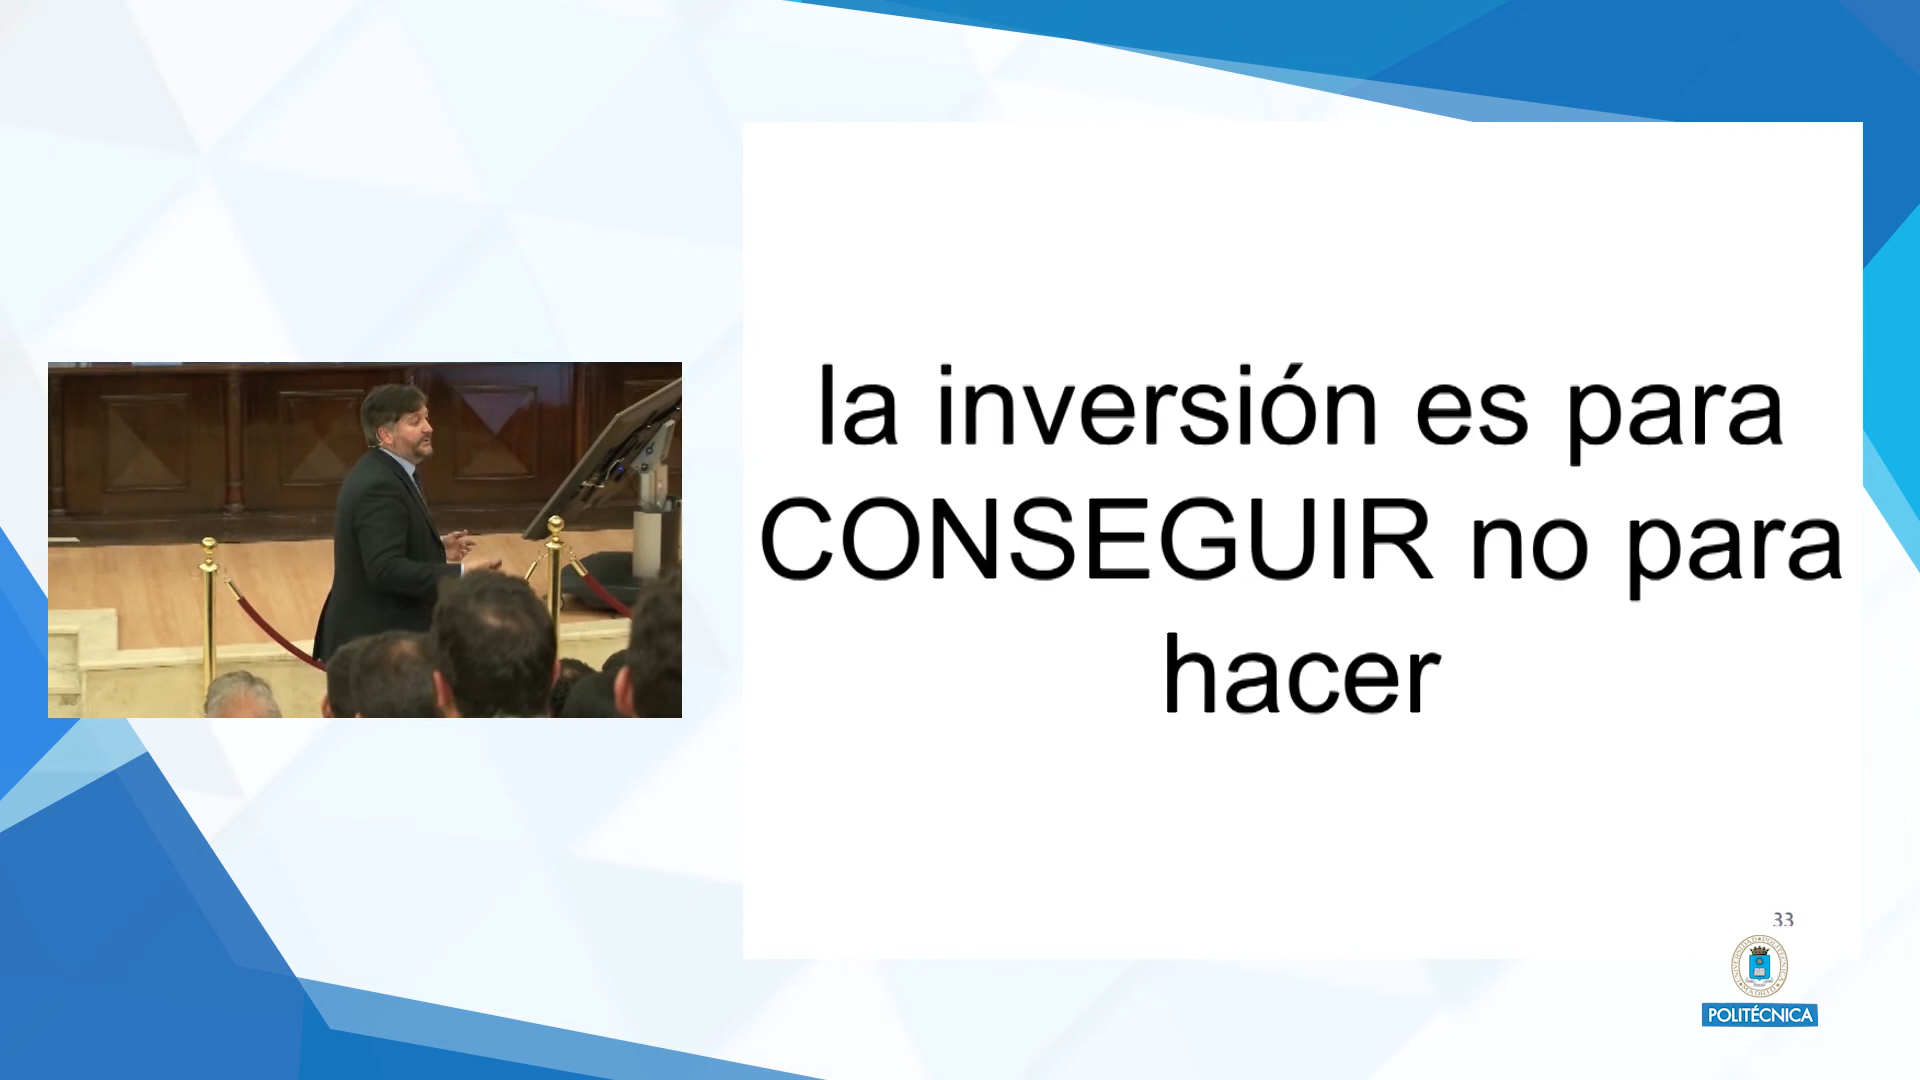 la inversión es para
CONSEGUIR no para
hacer
33
POLITÉCNICA